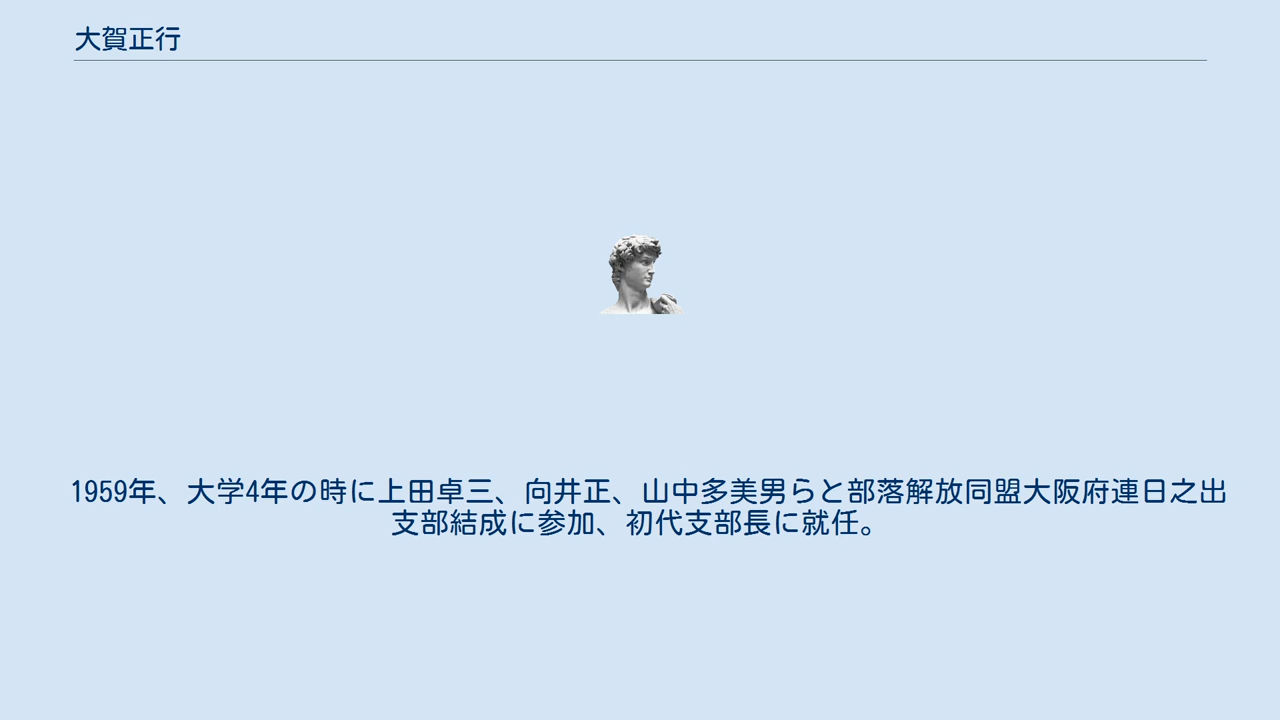 大賀正行
1959年、大学4年の時に上田卓三、向井正、山中多美男らと部落解放同盟大阪府連日之出
支部結成に参加、初代支部長に就任。